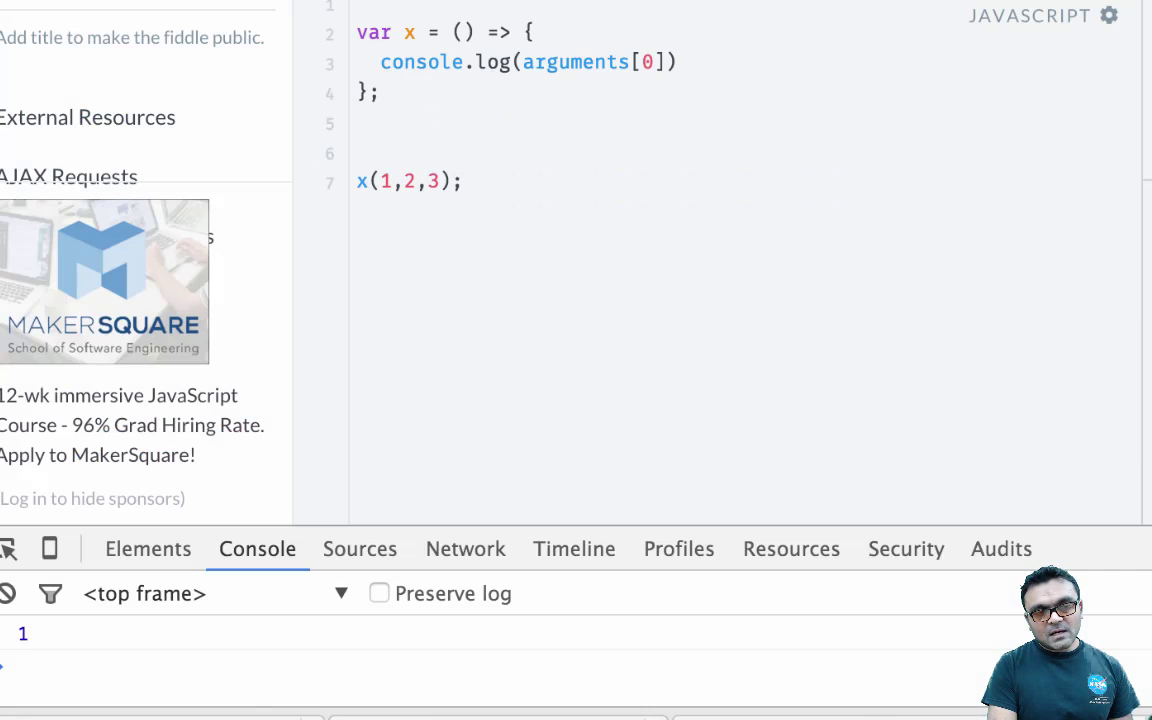 Add title to make the fiddle public.
External Resources
AJAX Requests
s
MAKERSQUARE
School of Software Engineering
12-wk immersive JavaScript
Course - 96% Grad Hiring Rate.
Apply to MakerSquare!
(Log in to hide sponsors)
JAVASCRIPT
1
2 var x = () => {
3 console.log(arguments[0])
4 };
5
6
7 x(1,2,3);
Elements Console Sources Network Timeline Profiles Resources Security Audits
<top frame> ▼ Preserve log
1